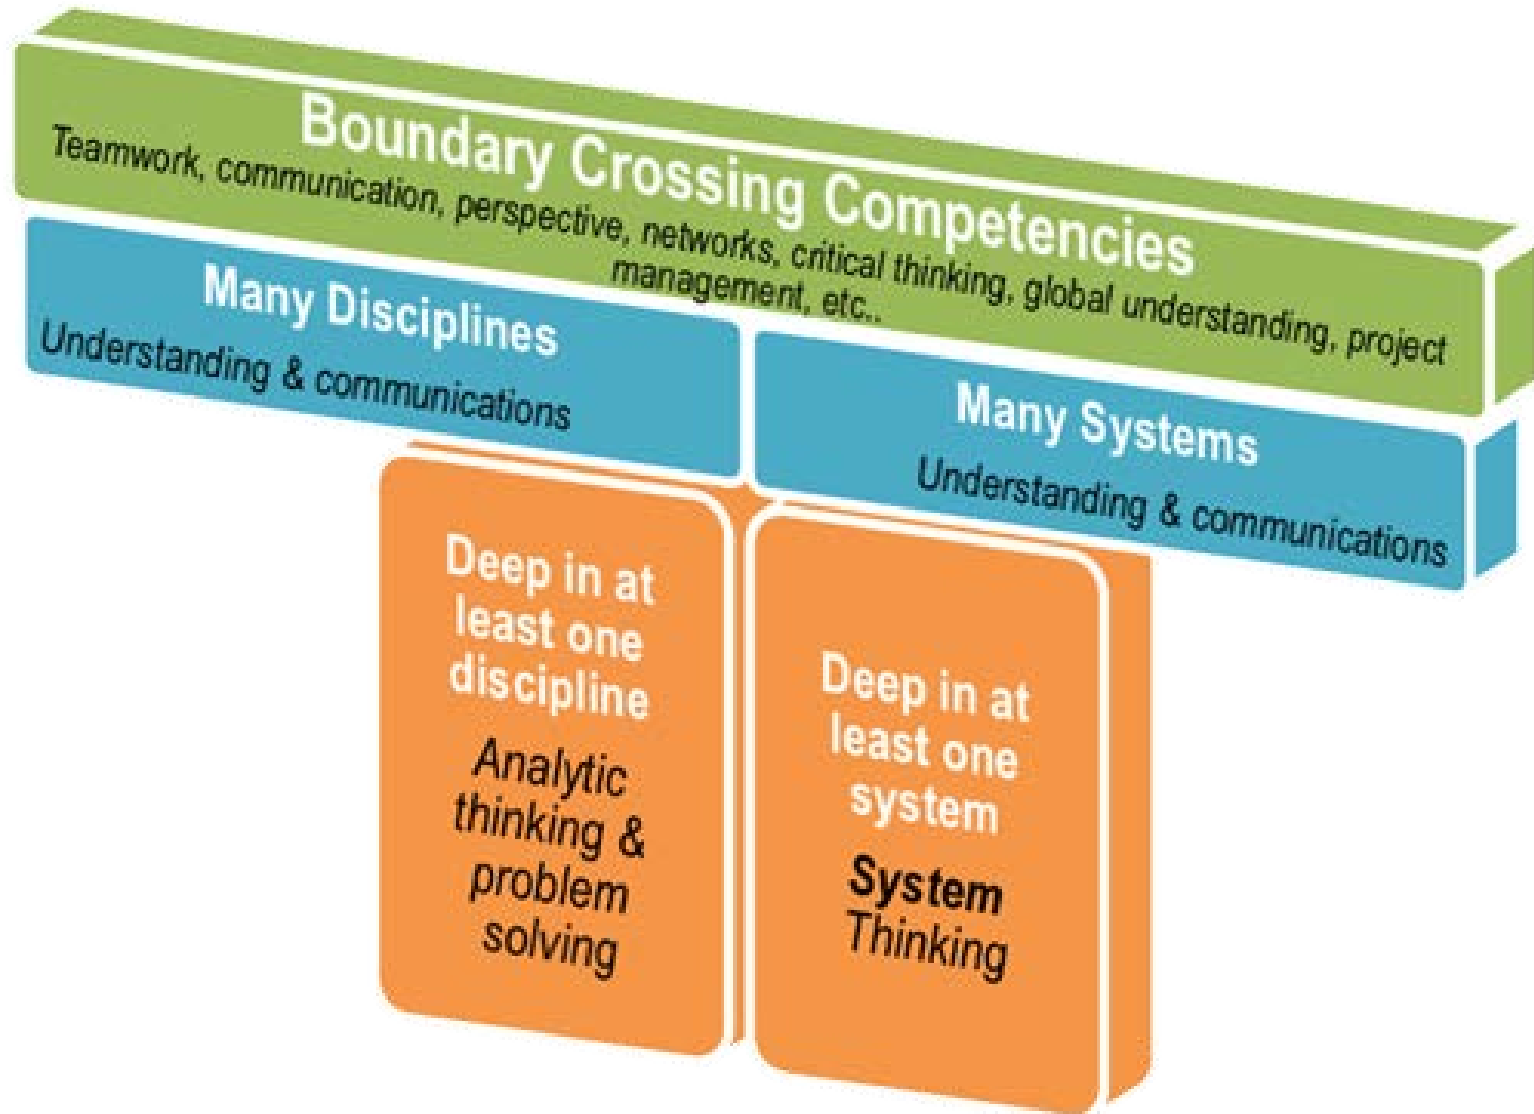 Boundary Crossing Competencies
Teamwork, communication, perspective, networks, critical thinking, global understanding, project
management, etc..
Many Disciplines
Understanding & communications
Many Systems
Understanding & communications
Deep in at
least one
discipline
Analytic
thinking &
problem
solving
Deep in at
least one
system
System
Thinking